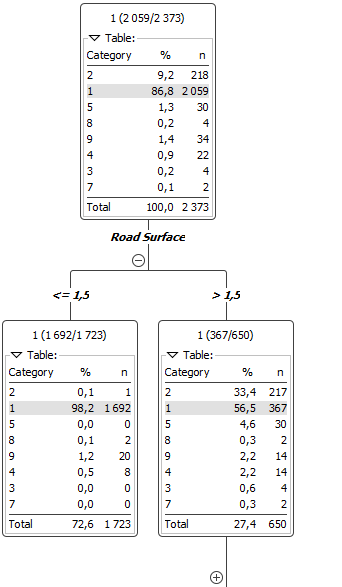 1 (2 059/2 373)
Table:
Category % n
2 9,2 218
1 86,8 2 059
5 1,3 30
8 0,2 4
9 1,4 34
4 0,9 22
3 0,2 4
7 0,1 2
Total 100,0 2 373
Road Surface
<= 1,5
> 1,5
1 (1 692/1 723)
Table:
Category % n
2 0,1 1
1 98,2 1 692
5 0,0 0
8 0,1 2
9 1,2 20
4 0,5 8
3 0,0 0
7 0,0 0
Total 72,6 1 723
1 (367/650)
Table:
Category % n
2 33,4 217
1 56,5 367
5 4,6 30
8 0,3 2
9 2,2 14
4 2,2 14
3 0,6 4
7 0,3 2
Total 27,4 650